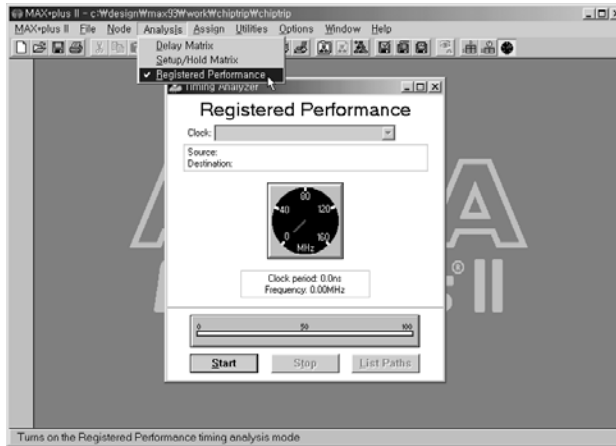 MAX+plus II - c:₩design₩max93₩work₩chiptrip₩chiptrip
MAX+plus II File Node Analysis Assign Utilities Options Window Help
Delay Matrix
Setup/Hold Matrix
✓ Registered Performance
Timing Analyzer
Registered Performance
Clock:
Source:
Destination:
80
40 120
0 160
MHz
Clock period: 0.0ns
Frequency: 0.00MHz
0 50 100
Start Stop List Paths
A
A
® II
Turns on the Registered Performance timing analysis mode